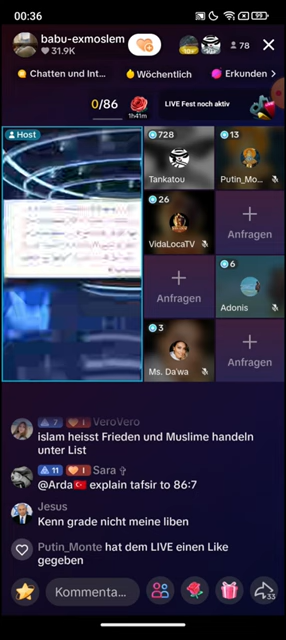 00:36
99
babu-exmoslem
31.9K
78
Chatten und Int...
Wöchentlich
Erkunden >
0/86
1h41m
LIVE Fest noch aktiv
Host
728
Tankatou
13
Putin_Mo...
26
VidaLocaTV
Anfragen
Anfragen
6
Adonis
3
Ms. Da'wa
Anfragen
7 1 VeroVero
islam heisst Frieden und Muslime handeln
unter List
11 1 Sara ✞
@Arda🇹🇷 explain tafsir to 86:7
Jesus
Kenn grade nicht meine liben
Putin_Monte hat dem LIVE einen Like
gegeben
Kommenta...
33